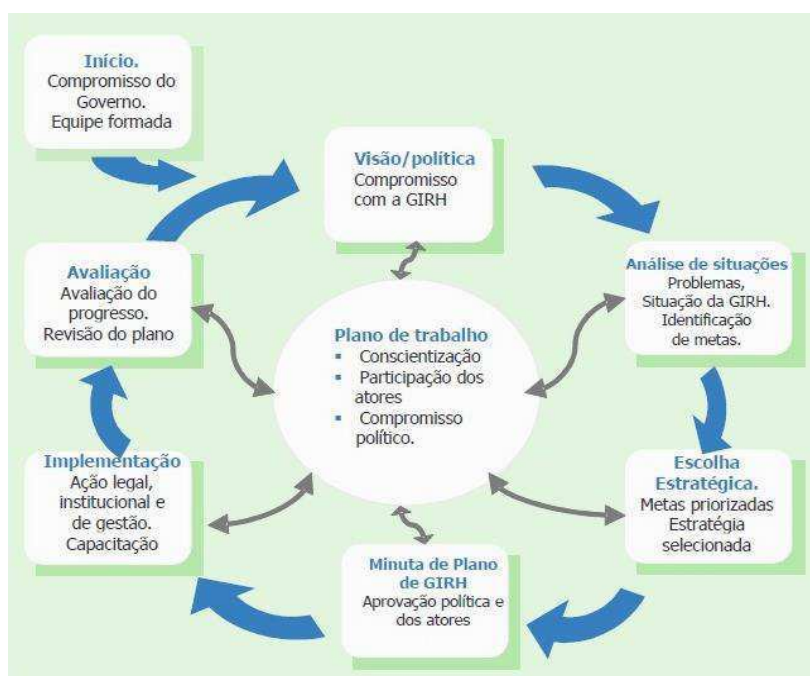 Início.
Compromisso do
Governo.
Equipe formada
Visão/política
Compromisso
com a GIRH
Análise de situações
Problemas,
Situação da GIRH.
Identificação
de metas.
Escolha
Estratégica.
Metas priorizadas
Estratégia
selecionada
Minuta de Plano
de GIRH
Aprovação política e
dos atores
Implementação
Ação legal,
institucional e
de gestão.
Capacitação
Avaliação
Avaliação do
progresso.
Revisão do plano
Plano de trabalho
▪ Conscientização
▪ Participação dos
atores
▪ Compromisso
político.